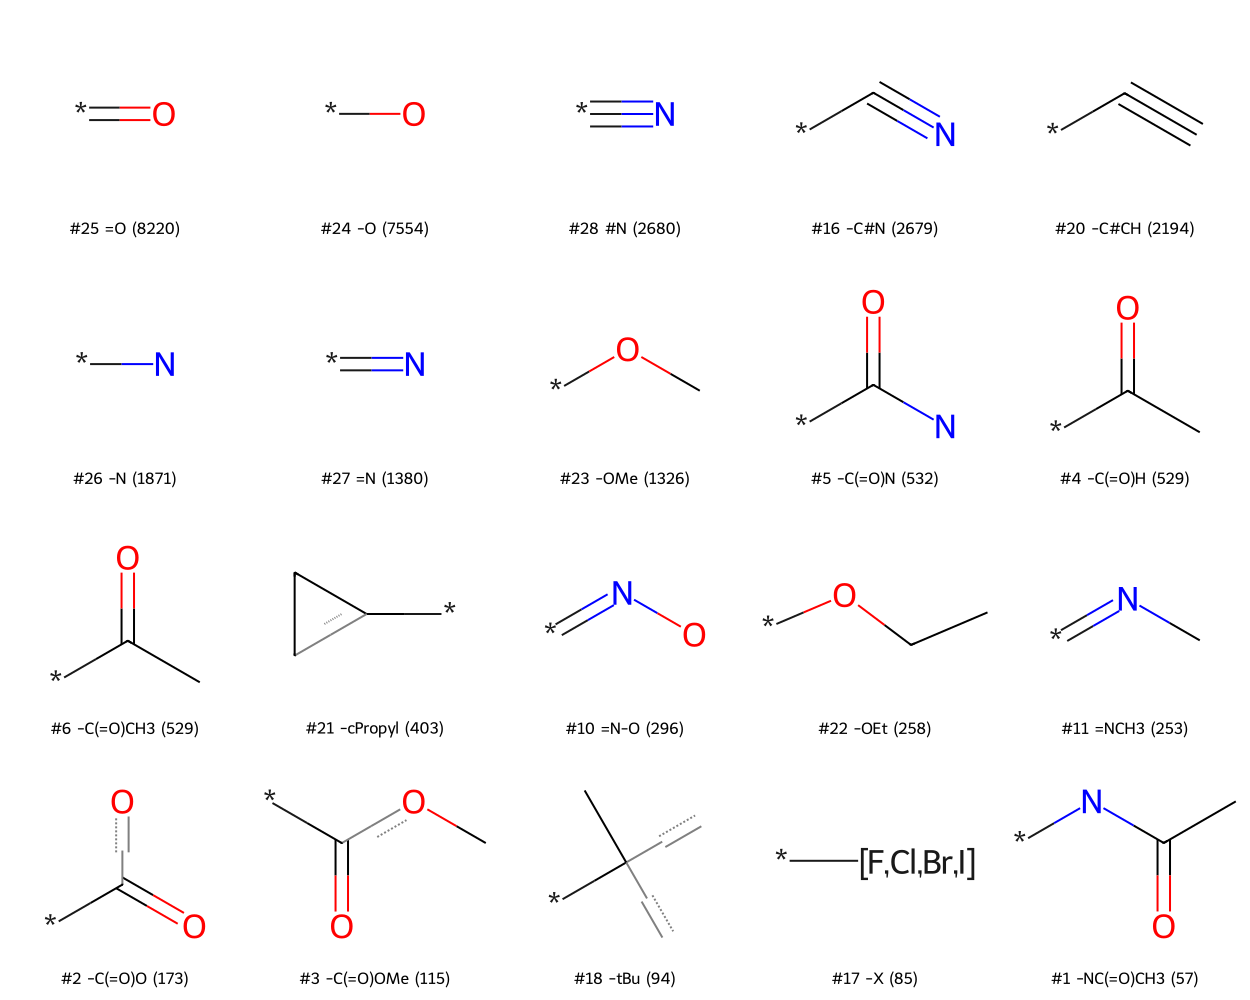 * O * O * N * N *
#25 =O (8220) #24 -O (7554) #28 #N (2680) #16 -C#N (2679) #20 -C#CH (2194)
O O
* N * N * O * N *
#26 -N (1871) #27 =N (1380) #23 -OMe (1326) #5 -C(=O)N (532) #4 -C(=O)H (529)
O
* * * N O * O * N
#6 -C(=O)CH3 (529) #21 -cPropyl (403) #10 =N-O (296) #22 -OEt (258) #11 =NCH3 (253)
O * O N
* O O * * [F,Cl,Br,I] * O
#2 -C(=O)O (173) #3 -C(=O)OMe (115) #18 -tBu (94) #17 -X (85) #1 -NC(=O)CH3 (57)